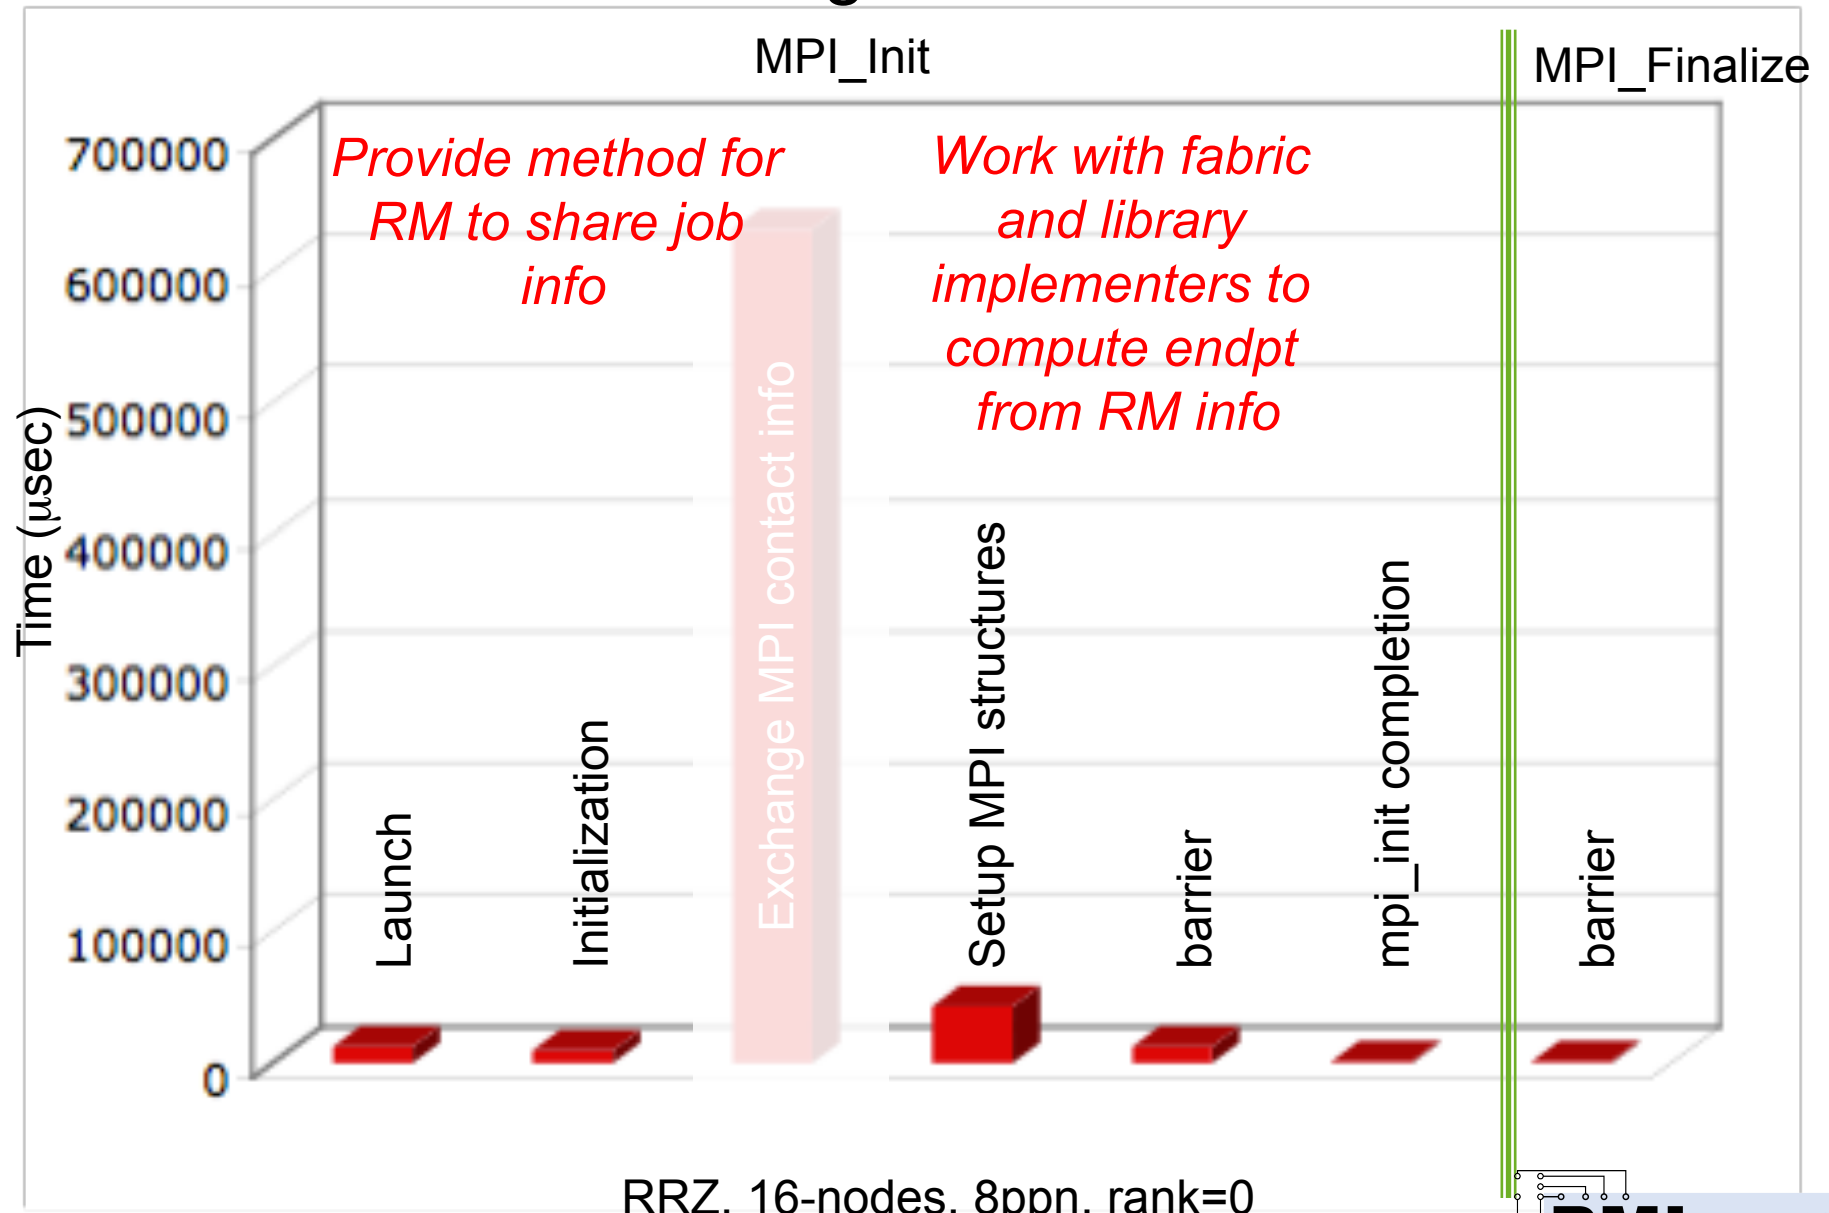 MPI_Init
MPI_Finalize
700000
600000
500000
400000
300000
200000
100000
0
Time (μsec)
Provide method for
RM to share job
info
Work with fabric
and library
implementers to
compute endpt
from RM info
Launch
Initialization
Exchange MPI contact info
Setup MPI structures
barrier
mpi_init completion
barrier
RRZ, 16-nodes, 8ppn, rank=0